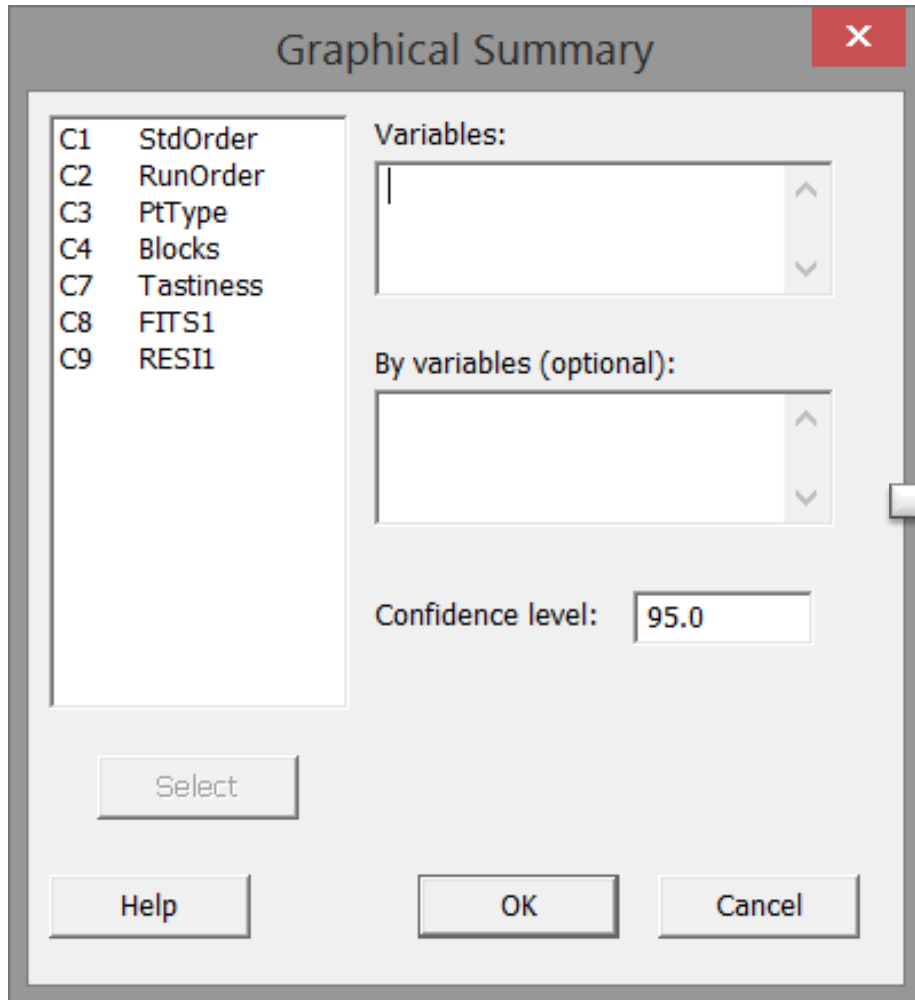 Graphical Summary
C1 StdOrder
C2 RunOrder
C3 PtType
C4 Blocks
C7 Tastiness
C8 FITS1
C9 RESI1
Variables:
By variables (optional):
Confidence level: 95.0
Select
Help OK Cancel